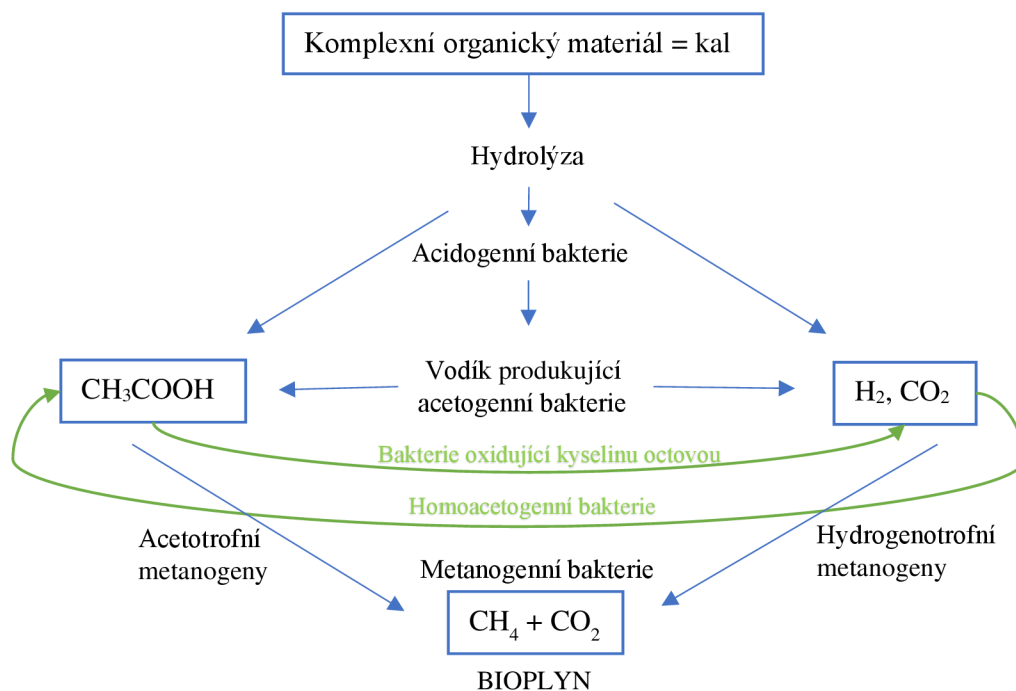 Komplexní organický materiál = kal
Hydrolýza
Acidogenní bakterie
Vodík produkující
acetogenní bakterie
CH₃COOH
H₂, CO₂
Bakterie oxidující kyselinu octovou
Homoacetogenní bakterie
Acetotrofní
metanogeny
Hydrogenotrofní
metanogeny
Metanogenní bakterie
CH₄ + CO₂
BIOPLYN